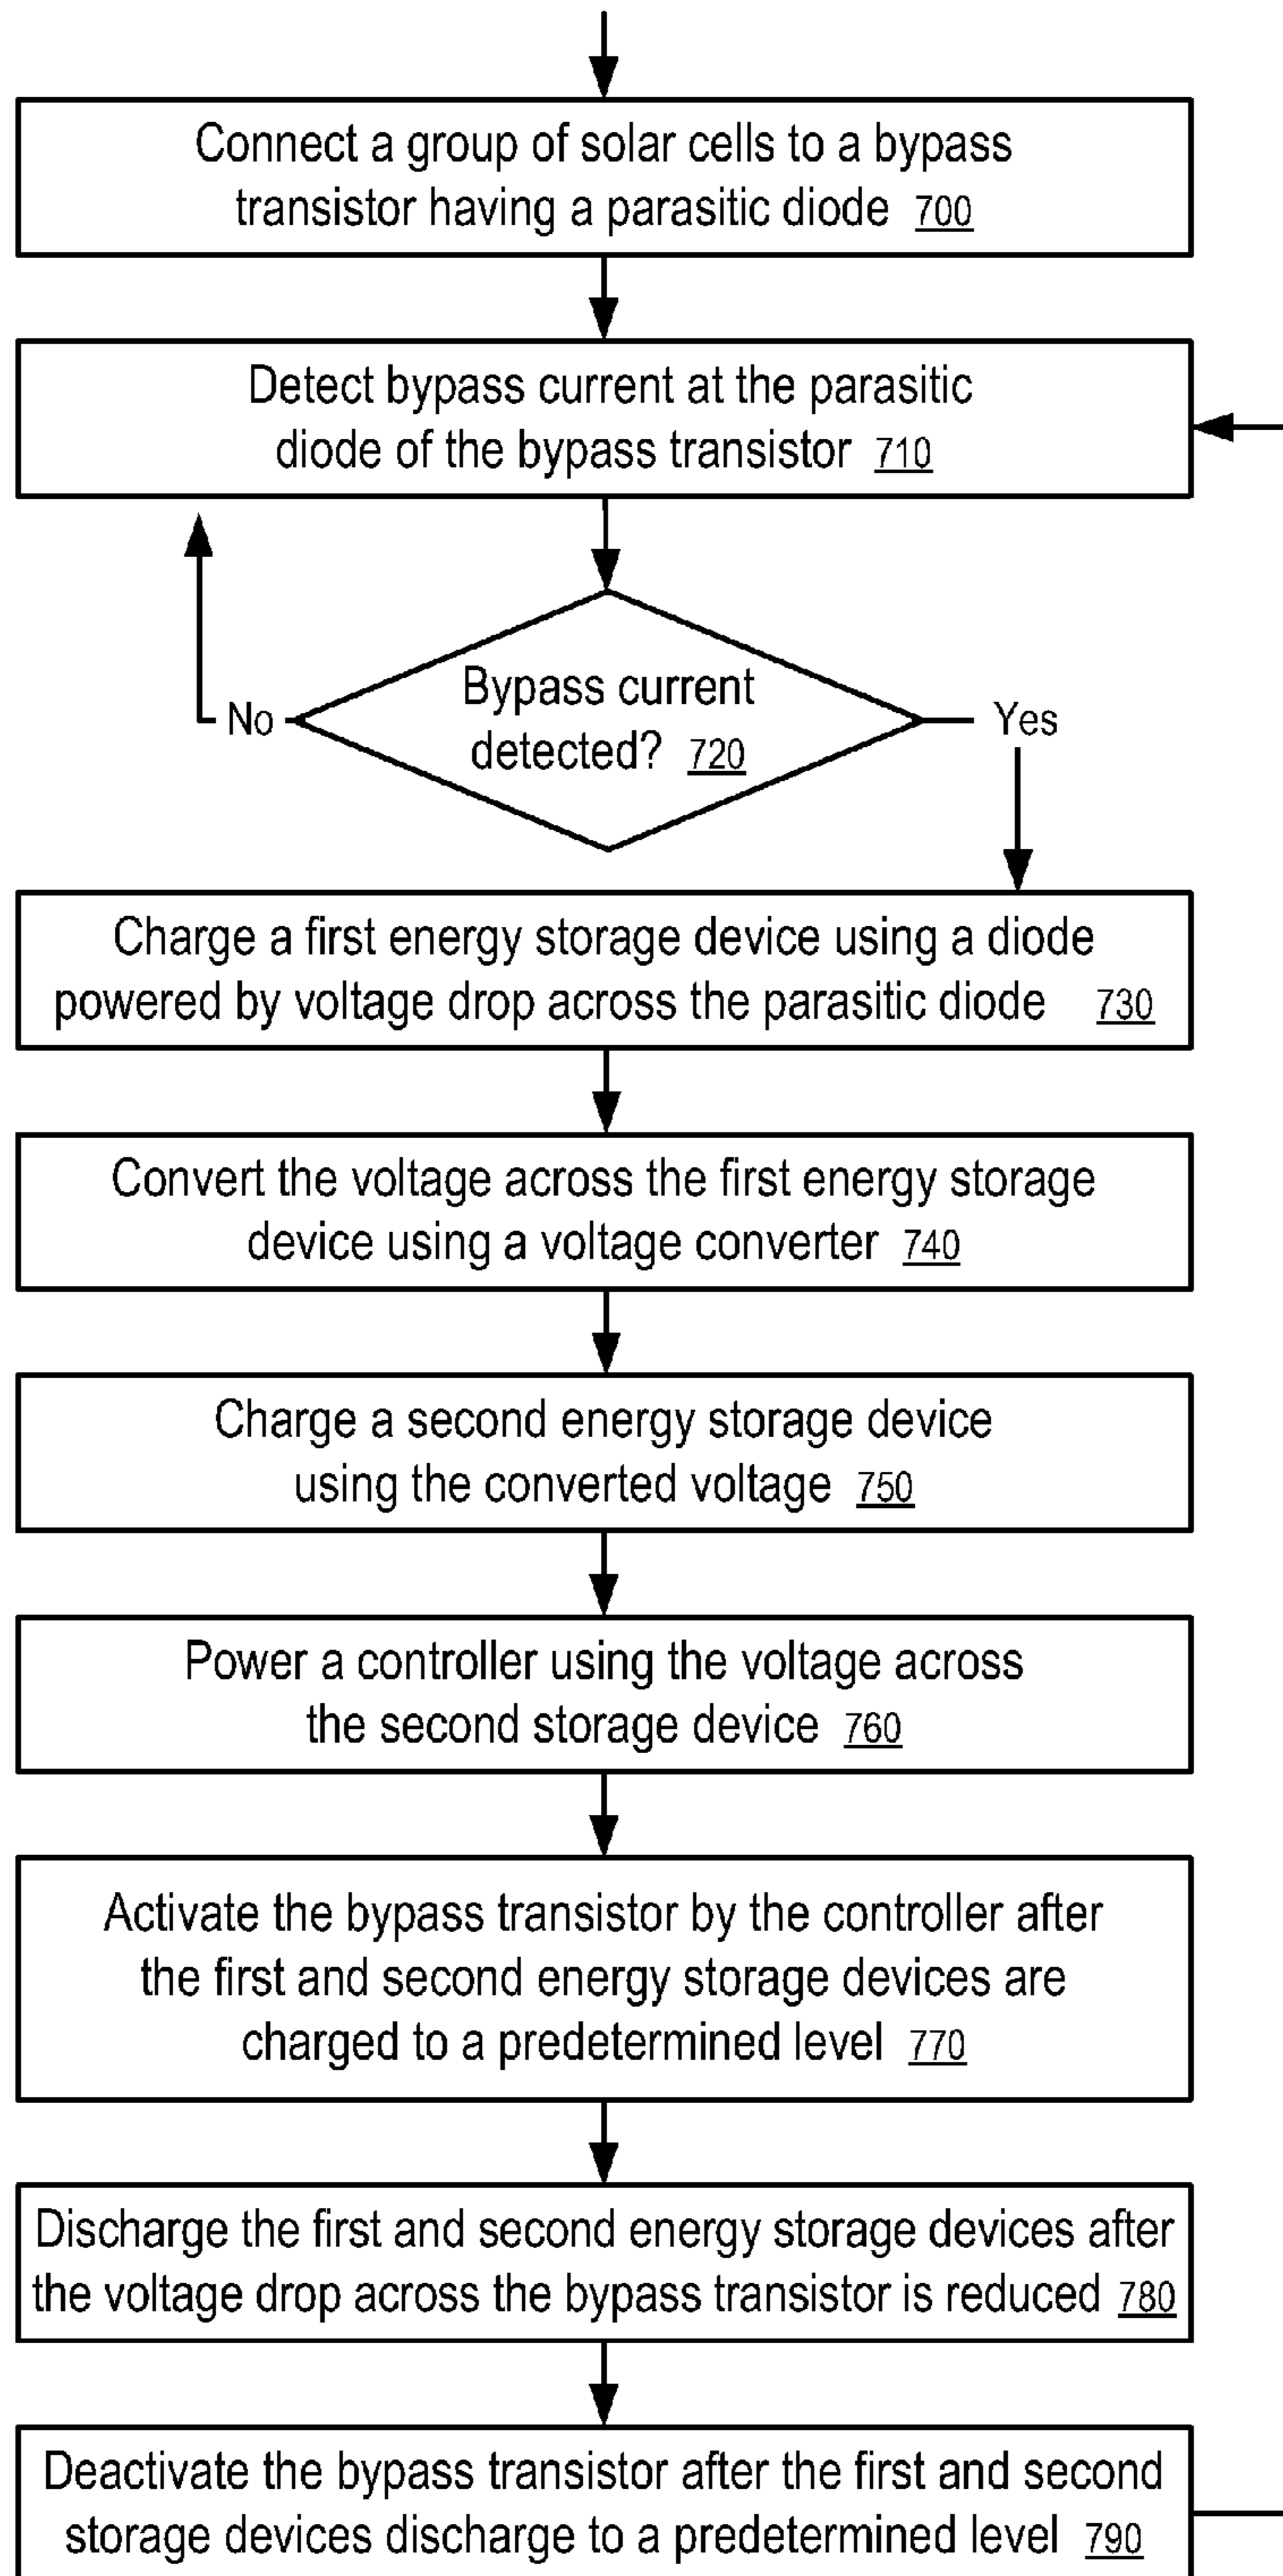 Connect a group of solar cells to a bypass
transistor having a parasitic diode 700
Detect bypass current at the parasitic
diode of the bypass transistor 710
Bypass current
detected? 720
No
Yes
Charge a first energy storage device using a diode
powered by voltage drop across the parasitic diode 730
Convert the voltage across the first energy storage
device using a voltage converter 740
Charge a second energy storage device
using the converted voltage 750
Power a controller using the voltage across
the second storage device 760
Activate the bypass transistor by the controller after
the first and second energy storage devices are
charged to a predetermined level 770
Discharge the first and second energy storage devices after
the voltage drop across the bypass transistor is reduced 780
Deactivate the bypass transistor after the first and second
storage devices discharge to a predetermined level 790